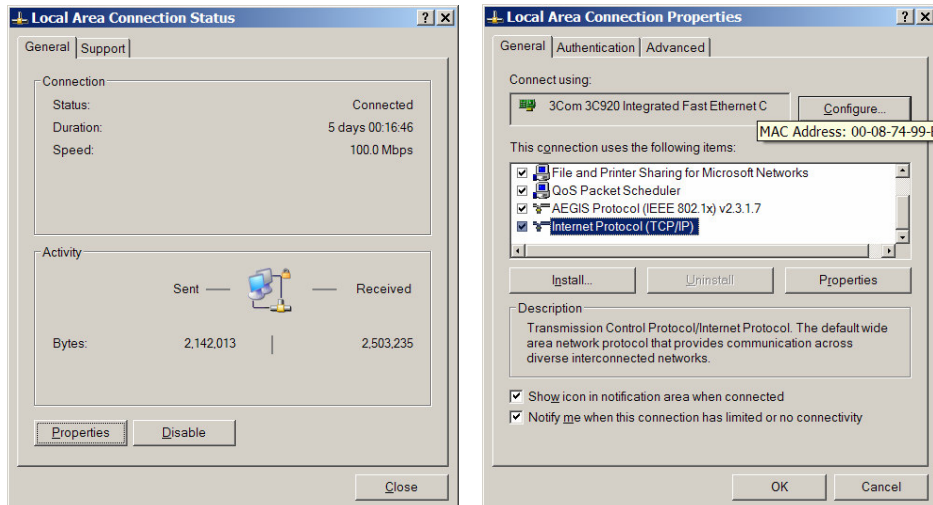 Local Area Connection Status
General Support
Connection
Status: Connected
Duration: 5 days 00:16:46
Speed: 100.0 Mbps
Activity
Sent — — Received
Bytes: 2,142,013 | 2,503,235
Properties Disable
Close
Local Area Connection Properties
General Authentication Advanced
Connect using:
3Com 3C920 Integrated Fast Ethernet C Configure...
MAC Address: 00-08-74-99-
This connection uses the following items:
File and Printer Sharing for Microsoft Networks
QoS Packet Scheduler
AEGIS Protocol (IEEE 802.1x) v2.3.1.7
Internet Protocol (TCP/IP)
Install... Uninstall Properties
Description
Transmission Control Protocol/Internet Protocol. The default wide
area network protocol that provides communication across
diverse interconnected networks.
Show icon in notification area when connected
Notify me when this connection has limited or no connectivity
OK Cancel